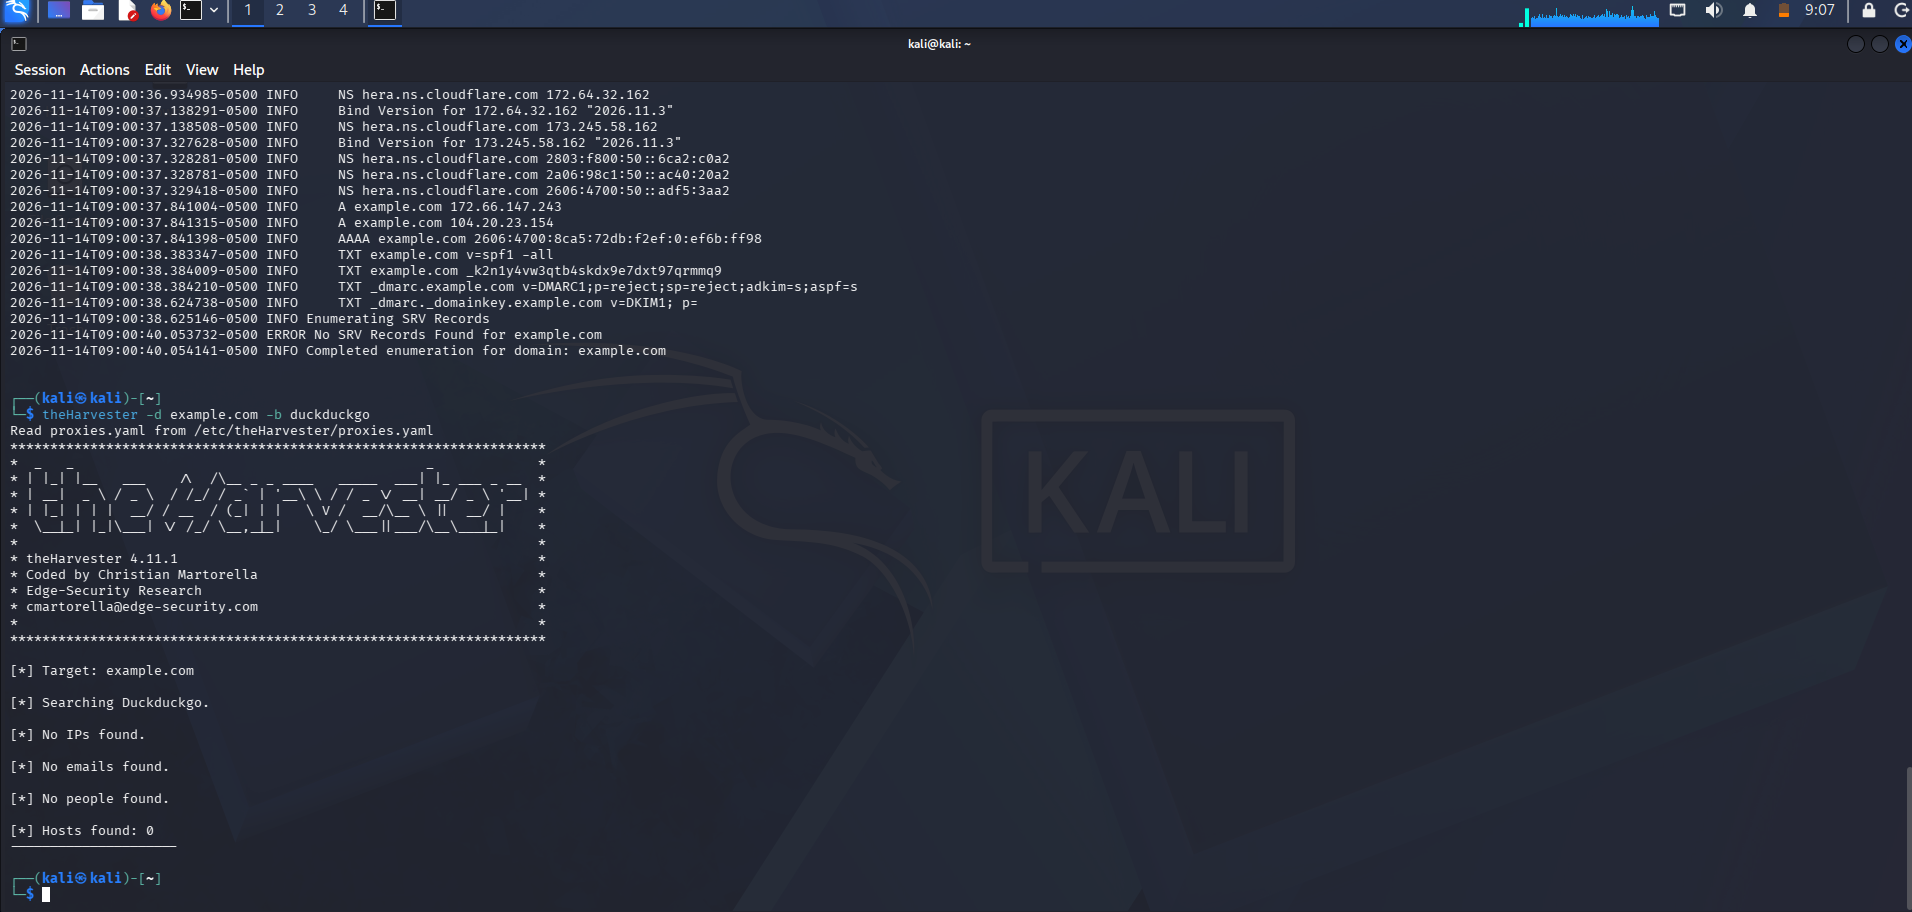 1 2 3 4 9:07
kali@kali: ~
Session Actions Edit View Help
2026-11-14T09:00:36.934985-0500 INFO     NS hera.ns.cloudflare.com 172.64.32.162
2026-11-14T09:00:37.138291-0500 INFO     Bind Version for 172.64.32.162 "2026.11.3"
2026-11-14T09:00:37.138508-0500 INFO     NS hera.ns.cloudflare.com 173.245.58.162
2026-11-14T09:00:37.327628-0500 INFO     Bind Version for 173.245.58.162 "2026.11.3"
2026-11-14T09:00:37.328281-0500 INFO     NS hera.ns.cloudflare.com 2803:f800:50::6ca2:c0a2
2026-11-14T09:00:37.328781-0500 INFO     NS hera.ns.cloudflare.com 2a06:98c1:50::ac40:20a2
2026-11-14T09:00:37.329418-0500 INFO     NS hera.ns.cloudflare.com 2606:4700:50::adf5:3aa2
2026-11-14T09:00:37.841004-0500 INFO     A example.com 172.66.147.243
2026-11-14T09:00:37.841315-0500 INFO     A example.com 104.20.23.154
2026-11-14T09:00:37.841398-0500 INFO     AAAA example.com 2606:4700:8ca5:72db:f2ef:0:ef6b:ff98
2026-11-14T09:00:38.383347-0500 INFO     TXT example.com v=spf1 -all
2026-11-14T09:00:38.384009-0500 INFO     TXT example.com _k2n1y4vw3qtb4skdx9e7dxt97qrmmq9
2026-11-14T09:00:38.384210-0500 INFO     TXT _dmarc.example.com v=DMARC1;p=reject;sp=reject;adkim=s;aspf=s
2026-11-14T09:00:38.624738-0500 INFO     TXT _dmarc._domainkey.example.com v=DKIM1; p=
2026-11-14T09:00:38.625146-0500 INFO Enumerating SRV Records
2026-11-14T09:00:40.053732-0500 ERROR No SRV Records Found for example.com
2026-11-14T09:00:40.054141-0500 INFO Completed enumeration for domain: example.com
┌──(kali㉿kali)-[~]
└─$ theHarvester -d example.com -b duckduckgo
Read proxies.yaml from /etc/theHarvester/proxies.yaml
*******************************************************************
theHarvester
* theHarvester 4.11.1 *
* Coded by Christian Martorella *
* Edge-Security Research *
* cmartorella@edge-security.com *
* *
*******************************************************************
[*] Target: example.com
[*] Searching Duckduckgo.
[*] No IPs found.
[*] No emails found.
[*] No people found.
[*] Hosts found: 0
---------------------
┌──(kali㉿kali)-[~]
└─$
KALI